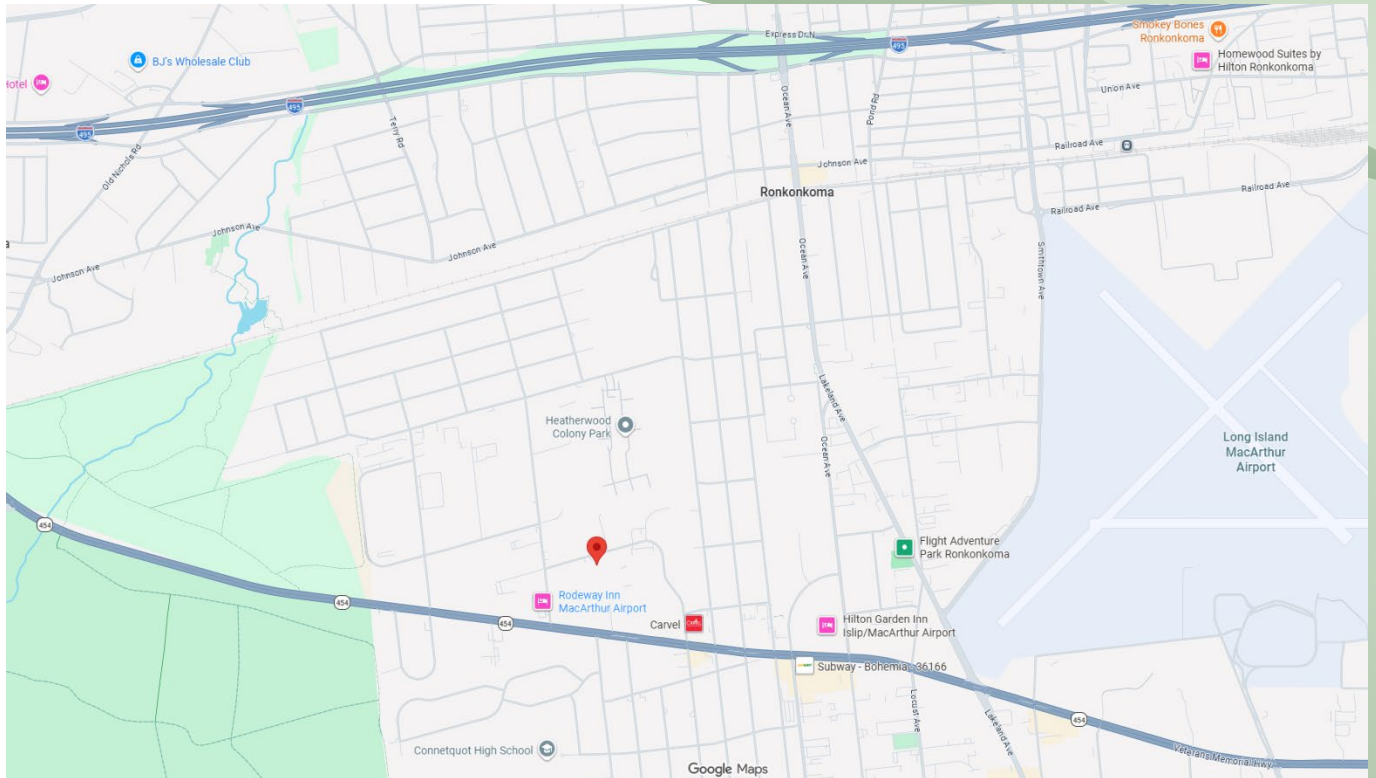 Express Dr N
495
Smokey Bones
Ronkonkoma
BJ's Wholesale Club
Homewood Suites by
Hilton Ronkonkoma
Hotel
Union Ave
495
495
Terry Rd
Ocean Ave
Pond Rd
Old Nichols Rd
Railroad Ave
Johnson Ave
Ronkonkoma
Railroad Ave
Railroad Ave
Johnson Ave
Johnson Ave
Johnson Ave
Ocean Ave
Smithtown Ave
Lakeland Ave
Heatherwood
Colony Park
Ocean Ave
Long Island
MacArthur
Airport
454
Flight Adventure
Park Ronkonkoma
Rodeway Inn
MacArthur Airport
454
454
Carvel
Carvel
Hilton Garden Inn
Islip/MacArthur Airport
Subway - Bohemia - 36166
Locust Ave
Lakeland Ave
454
Connetquot High School
Veterans Memorial Hwy
Google Maps